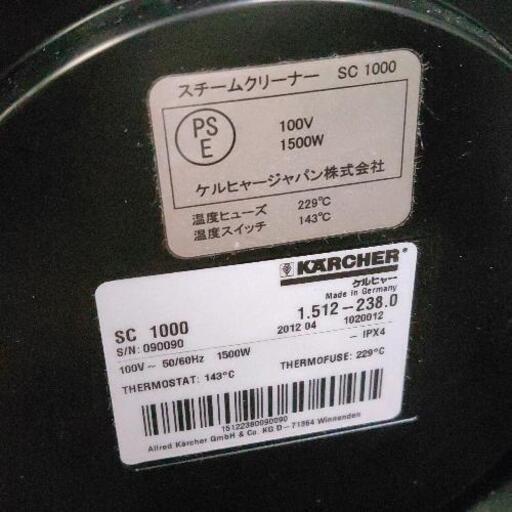 スチームクリーナー SC 1000
PS
E
100V
1500W
ケルヒャージャパン株式会社
温度ヒューズ 229℃
温度スイッチ 143℃
KÄRCHER
ケルヒャー
Made in Germany
SC 1000
1.512-238.0
S/N: 090090
2012 04 1020012
100V~ 50/60Hz 1500W
- IPX4
THERMOSTAT: 143°C
THERMOFUSE: 229°C
15122380090090
Alfred Kärcher GmbH & Co. KG D-71364 Winnenden